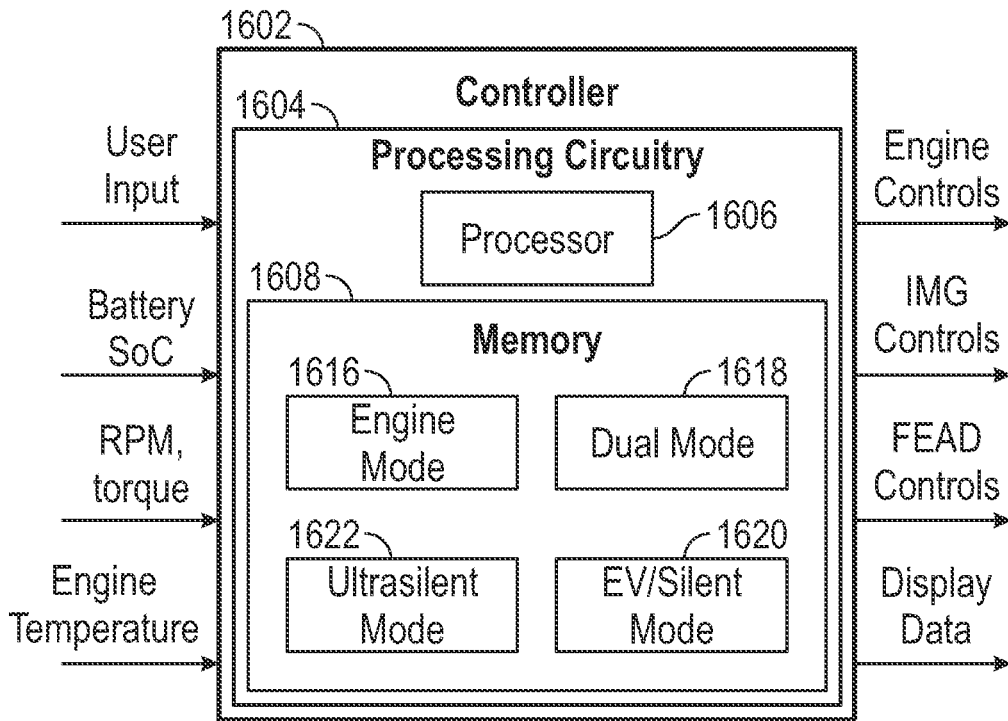 1602
Controller
1604
Processing Circuitry
Processor
1606
1608
Memory
1616
Engine
Mode
1618
Dual Mode
1622
Ultrasilent
Mode
1620
EV/Silent
Mode
User
Input
Battery
SoC
RPM,
torque
Engine
Temperature
Engine
Controls
IMG
Controls
FEAD
Controls
Display
Data